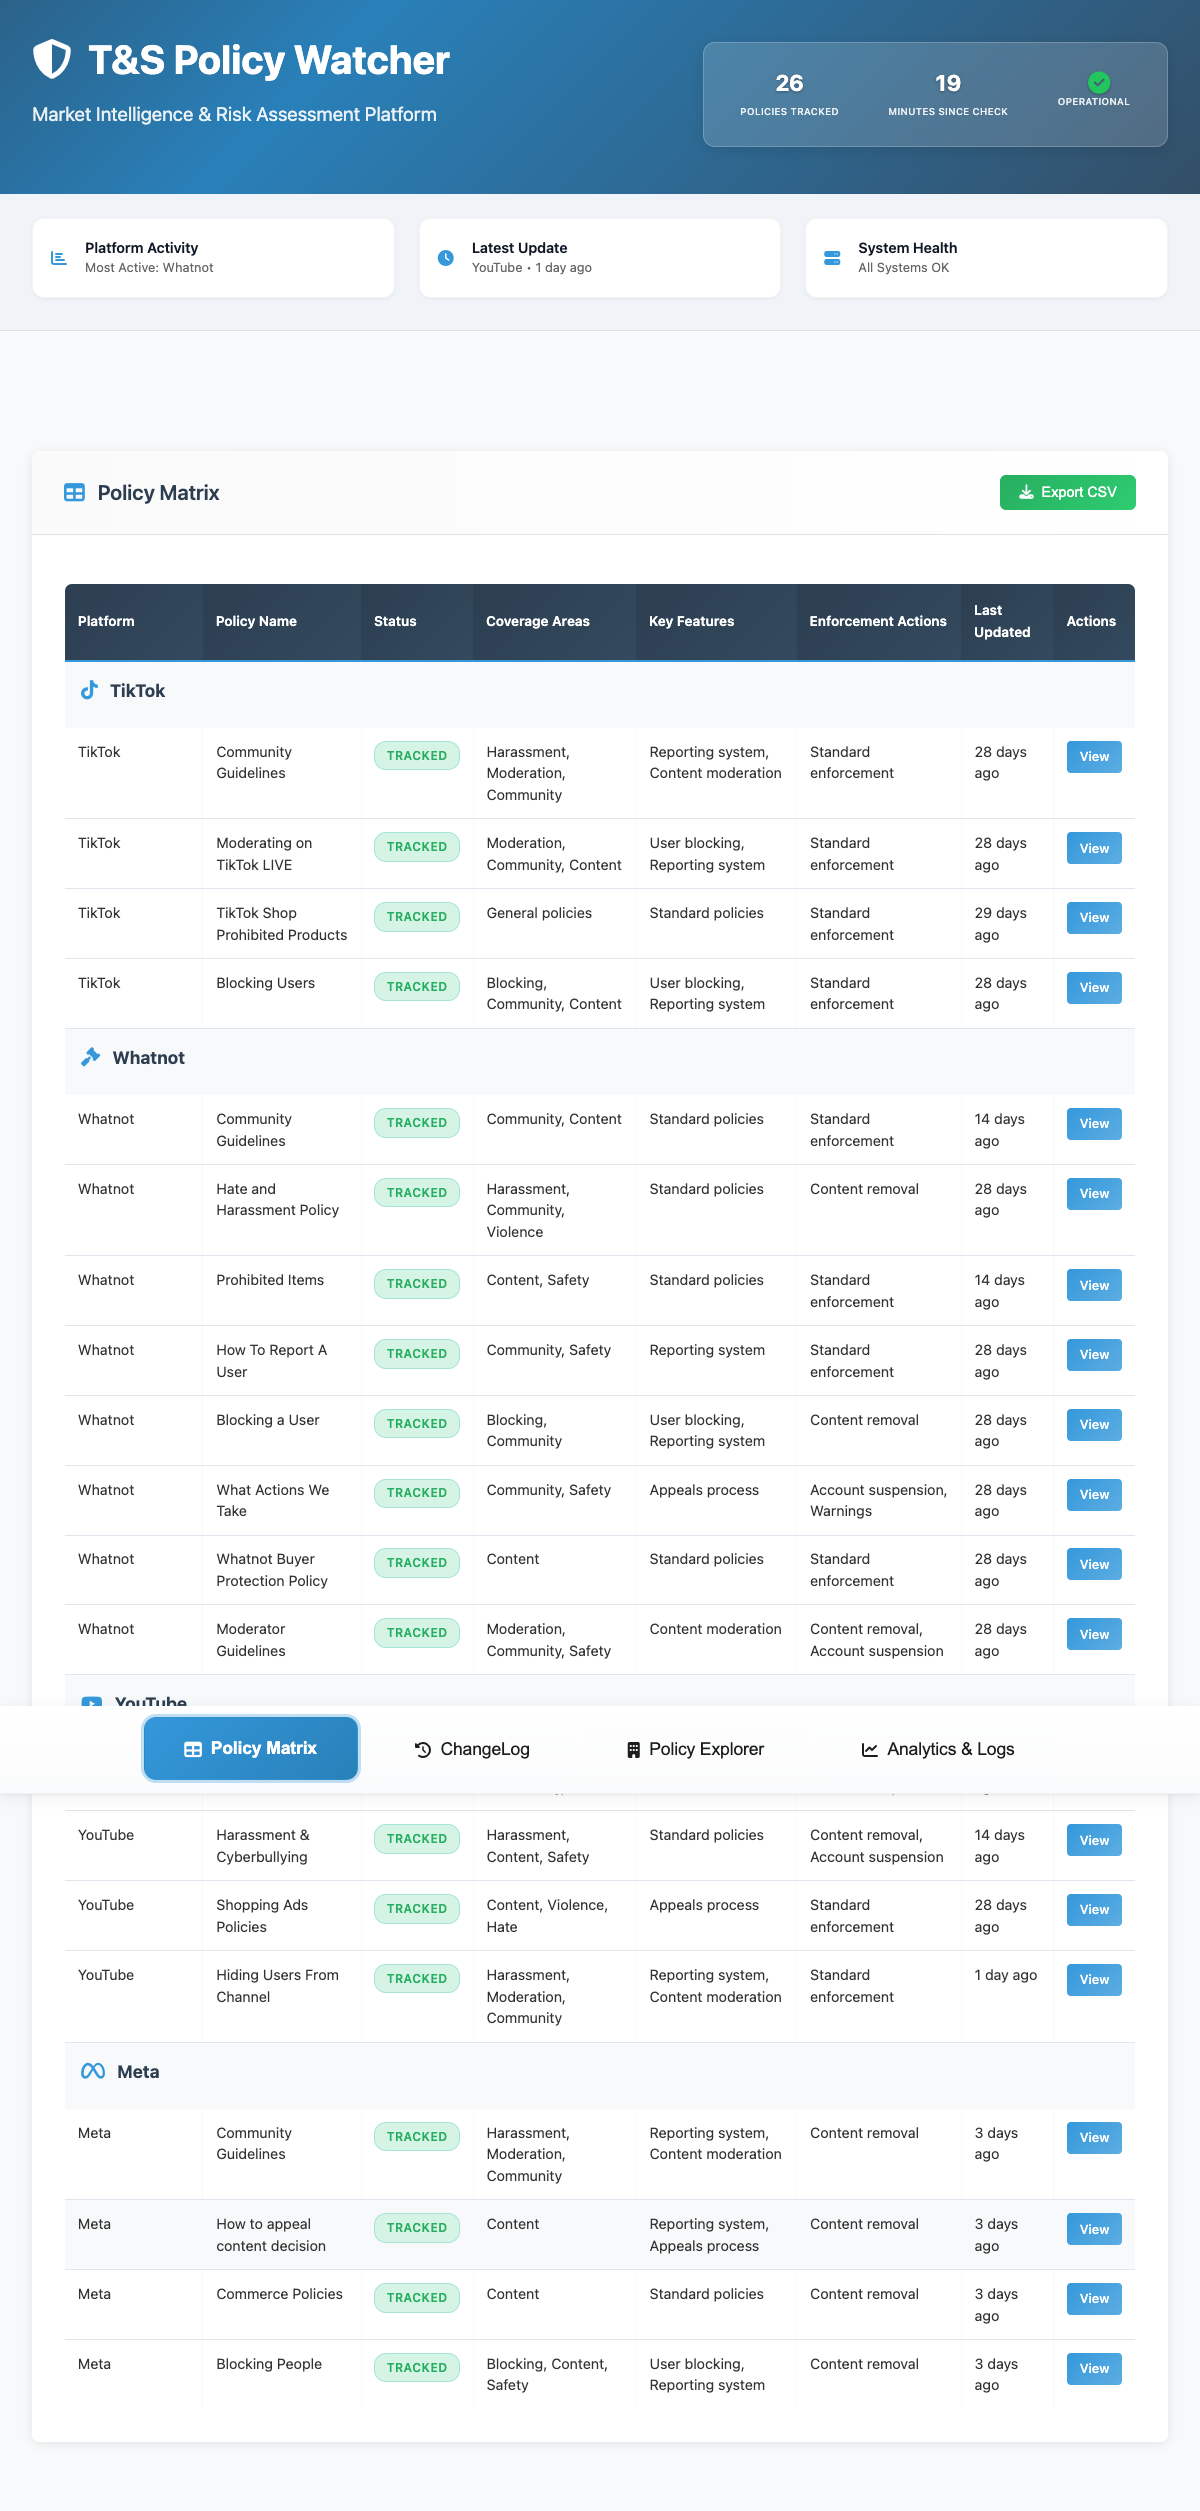 T&S Policy Watcher
Market Intelligence & Risk Assessment Platform
26
POLICIES TRACKED
19
MINUTES SINCE CHECK
OPERATIONAL
Platform Activity
Most Active: Whatnot
Latest Update
YouTube • 1 day ago
System Health
All Systems OK
Policy Matrix
Export CSV
Platform
Policy Name
Status
Coverage Areas
Key Features
Enforcement Actions
Last
Updated
Actions
TikTok
TikTok
Community
Guidelines
TRACKED
Harassment,
Moderation,
Community
Reporting system,
Content moderation
Standard
enforcement
28 days
ago
View
TikTok
Moderating on
TikTok LIVE
TRACKED
Moderation,
Community, Content
User blocking,
Reporting system
Standard
enforcement
28 days
ago
View
TikTok
TikTok Shop
Prohibited Products
TRACKED
General policies
Standard policies
Standard
enforcement
29 days
ago
View
TikTok
Blocking Users
TRACKED
Blocking,
Community, Content
User blocking,
Reporting system
Standard
enforcement
28 days
ago
View
Whatnot
Whatnot
Community
Guidelines
TRACKED
Community, Content
Standard policies
Standard
enforcement
14 days
ago
View
Whatnot
Hate and
Harassment Policy
TRACKED
Harassment,
Community,
Violence
Standard policies
Content removal
28 days
ago
View
Whatnot
Prohibited Items
TRACKED
Content, Safety
Standard policies
Standard
enforcement
14 days
ago
View
Whatnot
How To Report A
User
TRACKED
Community, Safety
Reporting system
Standard
enforcement
28 days
ago
View
Whatnot
Blocking a User
TRACKED
Blocking,
Community
User blocking,
Reporting system
Content removal
28 days
ago
View
Whatnot
What Actions We
Take
TRACKED
Community, Safety
Appeals process
Account suspension,
Warnings
28 days
ago
View
Whatnot
Whatnot Buyer
Protection Policy
TRACKED
Content
Standard policies
Standard
enforcement
28 days
ago
View
Whatnot
Moderator
Guidelines
TRACKED
Moderation,
Community, Safety
Content moderation
Content removal,
Account suspension
28 days
ago
View
YouTube
Policy Matrix
ChangeLog
Policy Explorer
Analytics & Logs
YouTube
Harassment &
Cyberbullying
TRACKED
Harassment,
Content, Safety
Standard policies
Content removal,
Account suspension
14 days
ago
View
YouTube
Shopping Ads
Policies
TRACKED
Content, Violence,
Hate
Appeals process
Standard
enforcement
28 days
ago
View
YouTube
Hiding Users From
Channel
TRACKED
Harassment,
Moderation,
Community
Reporting system,
Content moderation
Standard
enforcement
1 day ago
View
Meta
Meta
Community
Guidelines
TRACKED
Harassment,
Moderation,
Community
Reporting system,
Content moderation
Content removal
3 days
ago
View
Meta
How to appeal
content decision
TRACKED
Content
Reporting system,
Appeals process
Content removal
3 days
ago
View
Meta
Commerce Policies
TRACKED
Content
Standard policies
Content removal
3 days
ago
View
Meta
Blocking People
TRACKED
Blocking, Content,
Safety
User blocking,
Reporting system
Content removal
3 days
ago
View